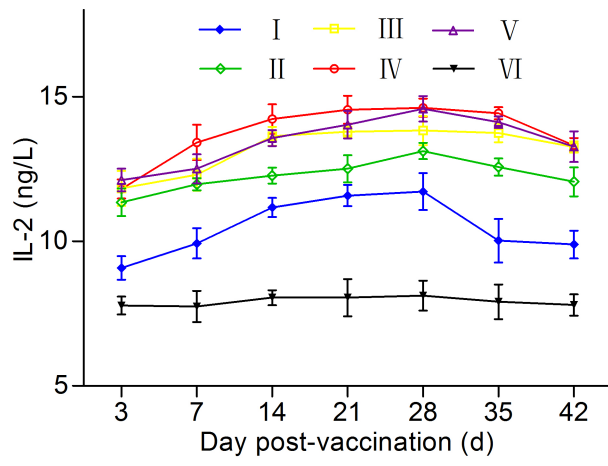 I III V
II IV VI
15
10
5
IL-2 (ng/L)
3 7 14 21 28 35 42
Day post-vaccination (d)